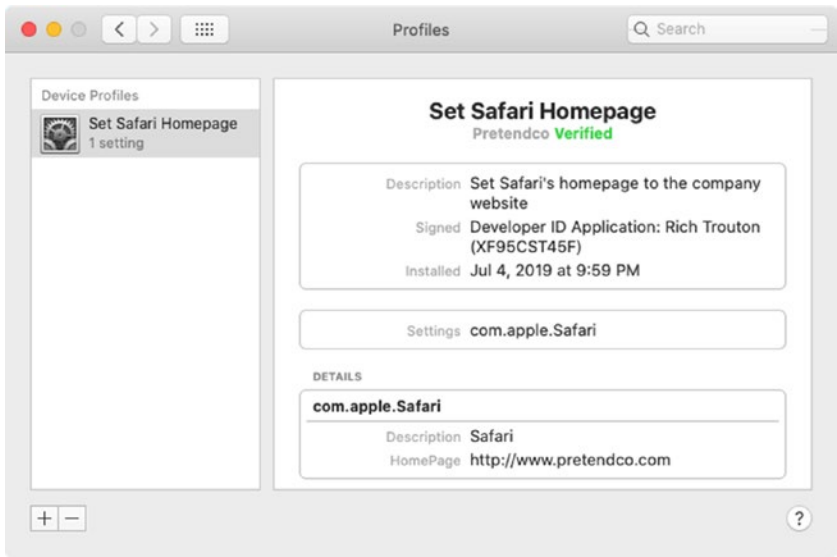 Profiles
Search
Device Profiles
Set Safari Homepage
1 setting
Set Safari Homepage
Pretendco Verified
Description Set Safari's homepage to the company
website
Signed Developer ID Application: Rich Trouton
(XF95CST45F)
Installed Jul 4, 2019 at 9:59 PM
Settings com.apple.Safari
DETAILS
com.apple.Safari
Description Safari
HomePage http://www.pretendco.com
+ −
?